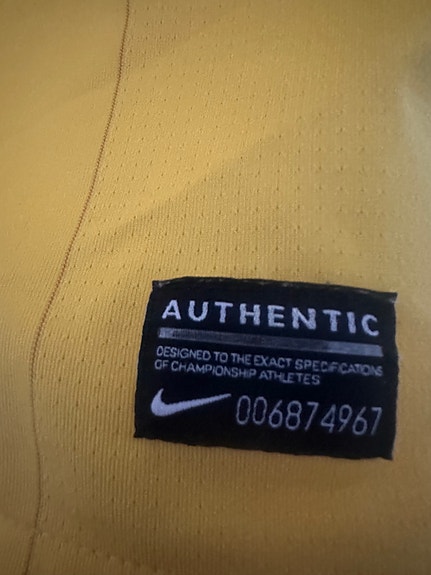 AUTHENTIC
DESIGNED TO THE EXACT SPECIFICATIONS
OF CHAMPIONSHIP ATHLETES
006874967